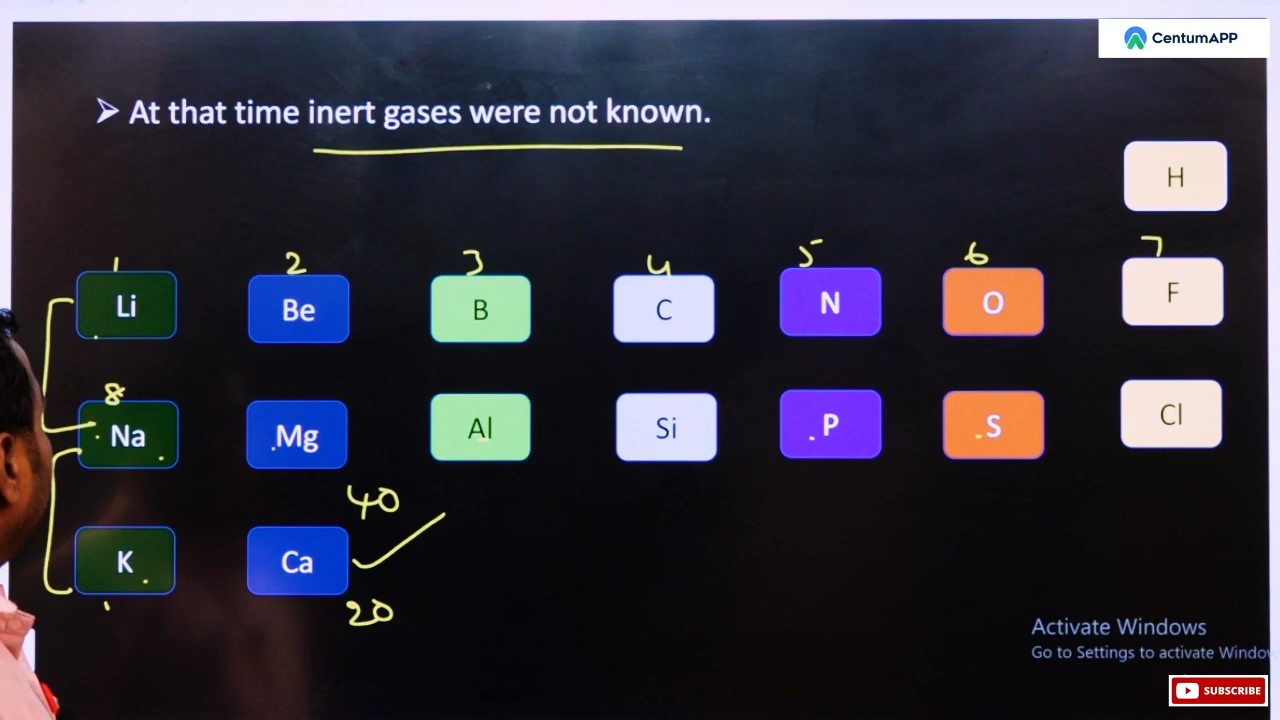 CentumAPP
➤ At that time inert gases were not known.
H
1 2 3 4 5 6 7
Li Be B C N O F
8
Na Mg Al Si P S Cl
40
K Ca
20
Activate Windows
Go to Settings to activate Window
SUBSCRIBE